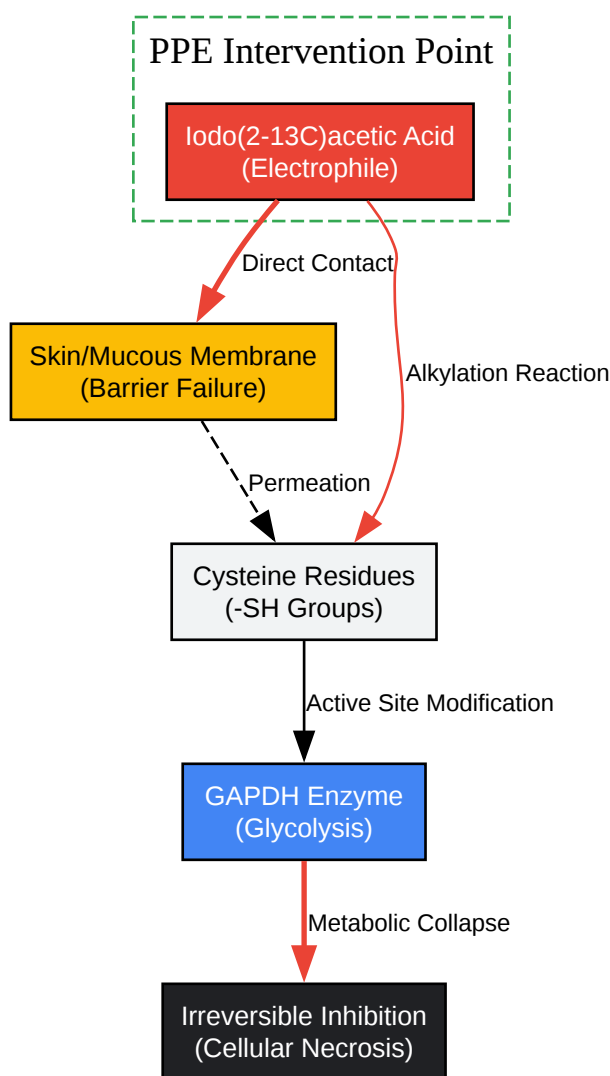 PPE Intervention Point
Iodo(2-13C)acetic Acid
(Electrophile)
Direct Contact
Skin/Mucous Membrane
(Barrier Failure)
Alkylation Reaction
Permeation
Cysteine Residues
(-SH Groups)
Active Site Modification
GAPDH Enzyme
(Glycolysis)
Metabolic Collapse
Irreversible Inhibition
(Cellular Necrosis)